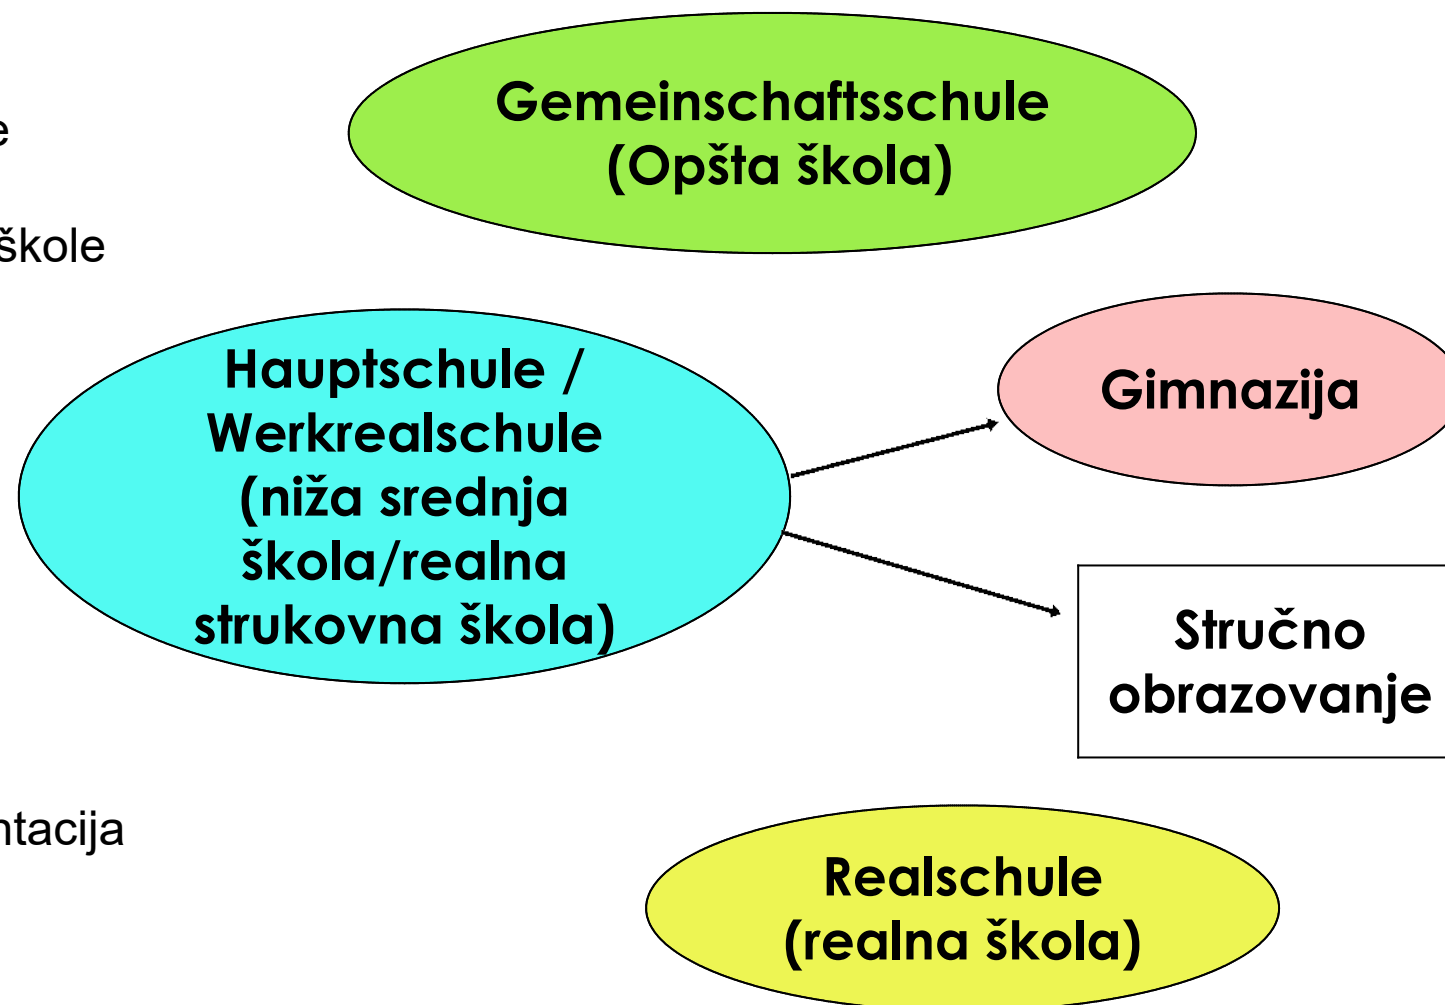 Gemeinschaftsschule
(Opšta škola)
e
škole
Hauptschule /
Werkrealschule
(niža srednja
škola/realna
strukovna škola)
Gimnazija
Stručno
obrazovanje
ntacija
Realschule
(realna škola)